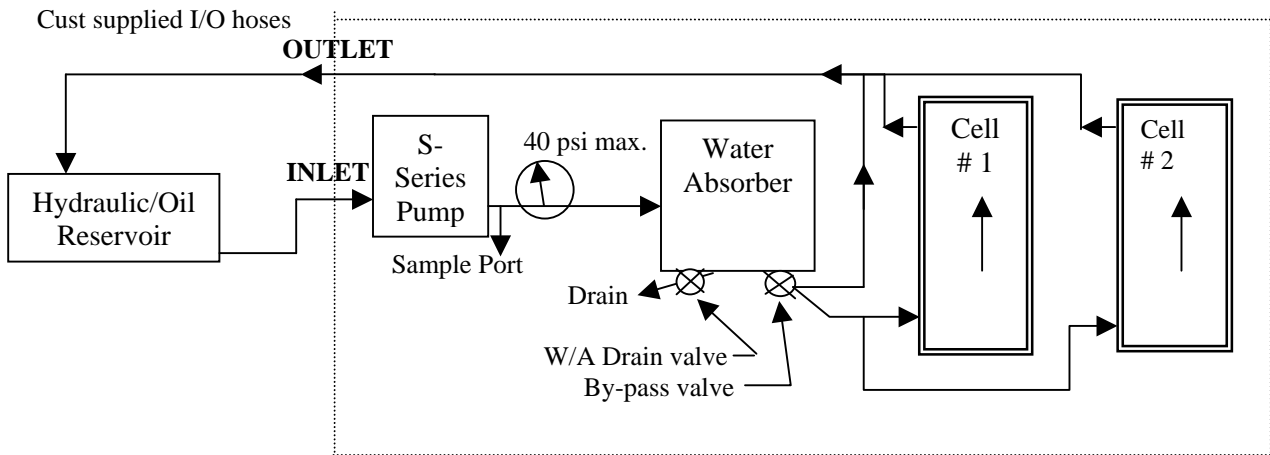 Cust supplied I/O hoses
OUTLET
S-
Series
Pump
40 psi max.
Water
Absorber
Cell
# 1
Cell
# 2
INLET
Hydraulic/Oil
Reservoir
Sample Port
Drain
W/A Drain valve
By-pass valve